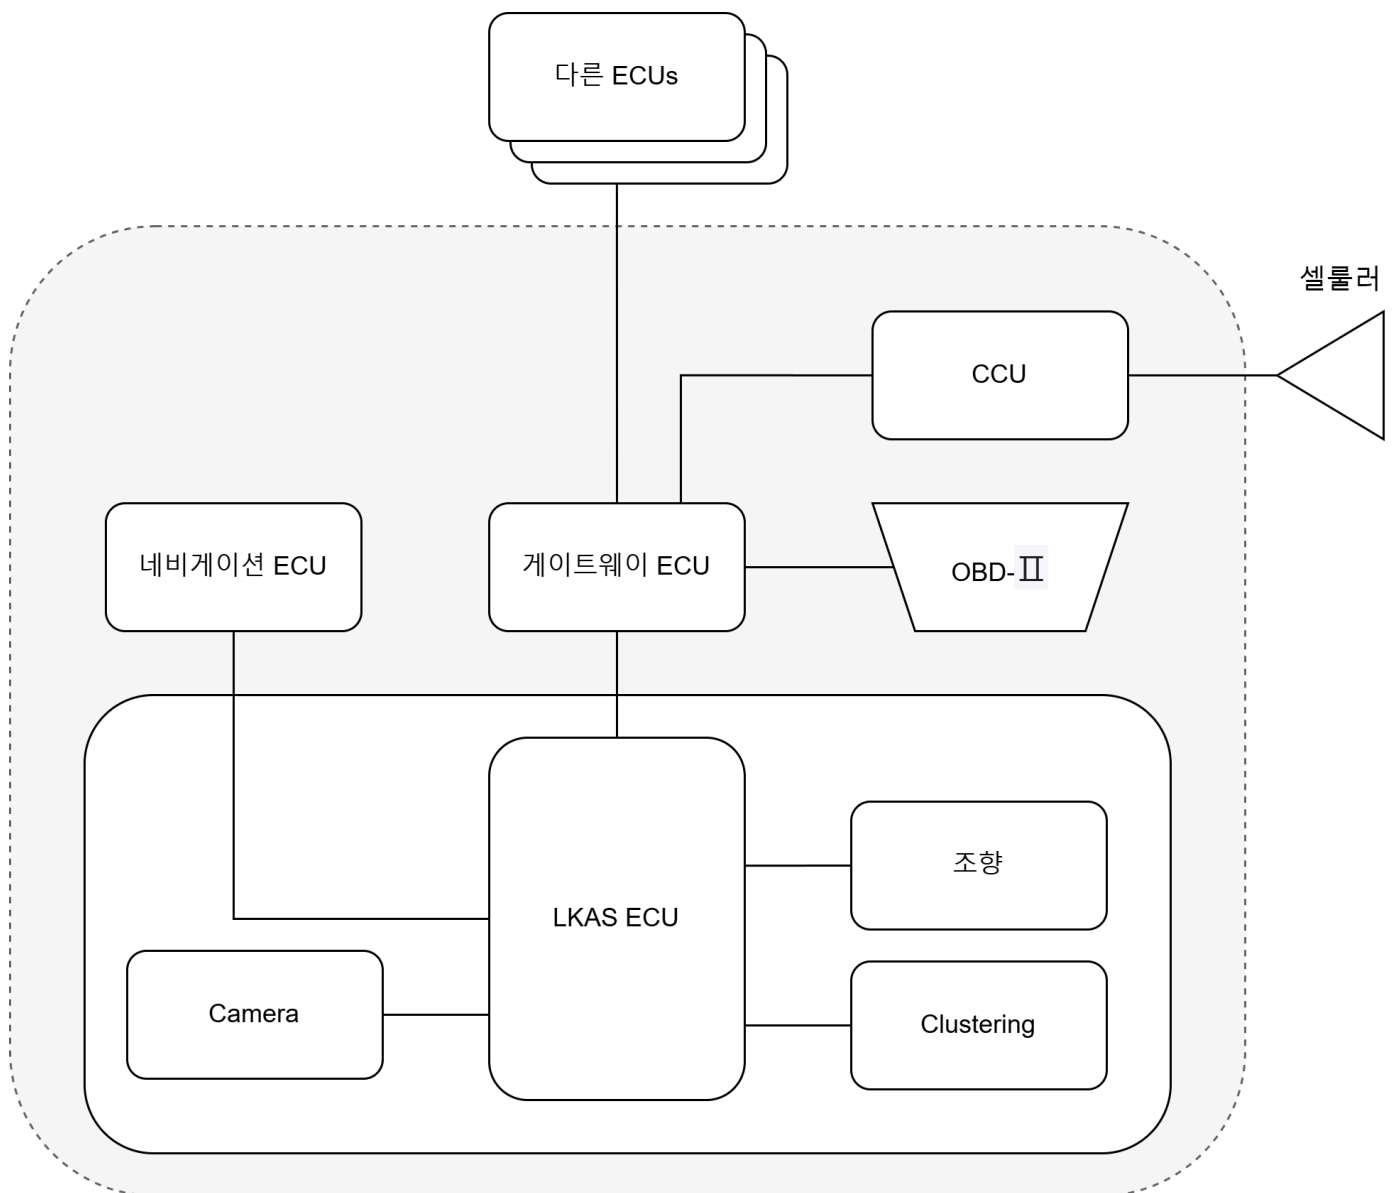 다른 ECUs
셀룰러
CCU
네비게이션 ECU
게이트웨이 ECU
OBD-Ⅱ
조향
LKAS ECU
Camera
Clustering